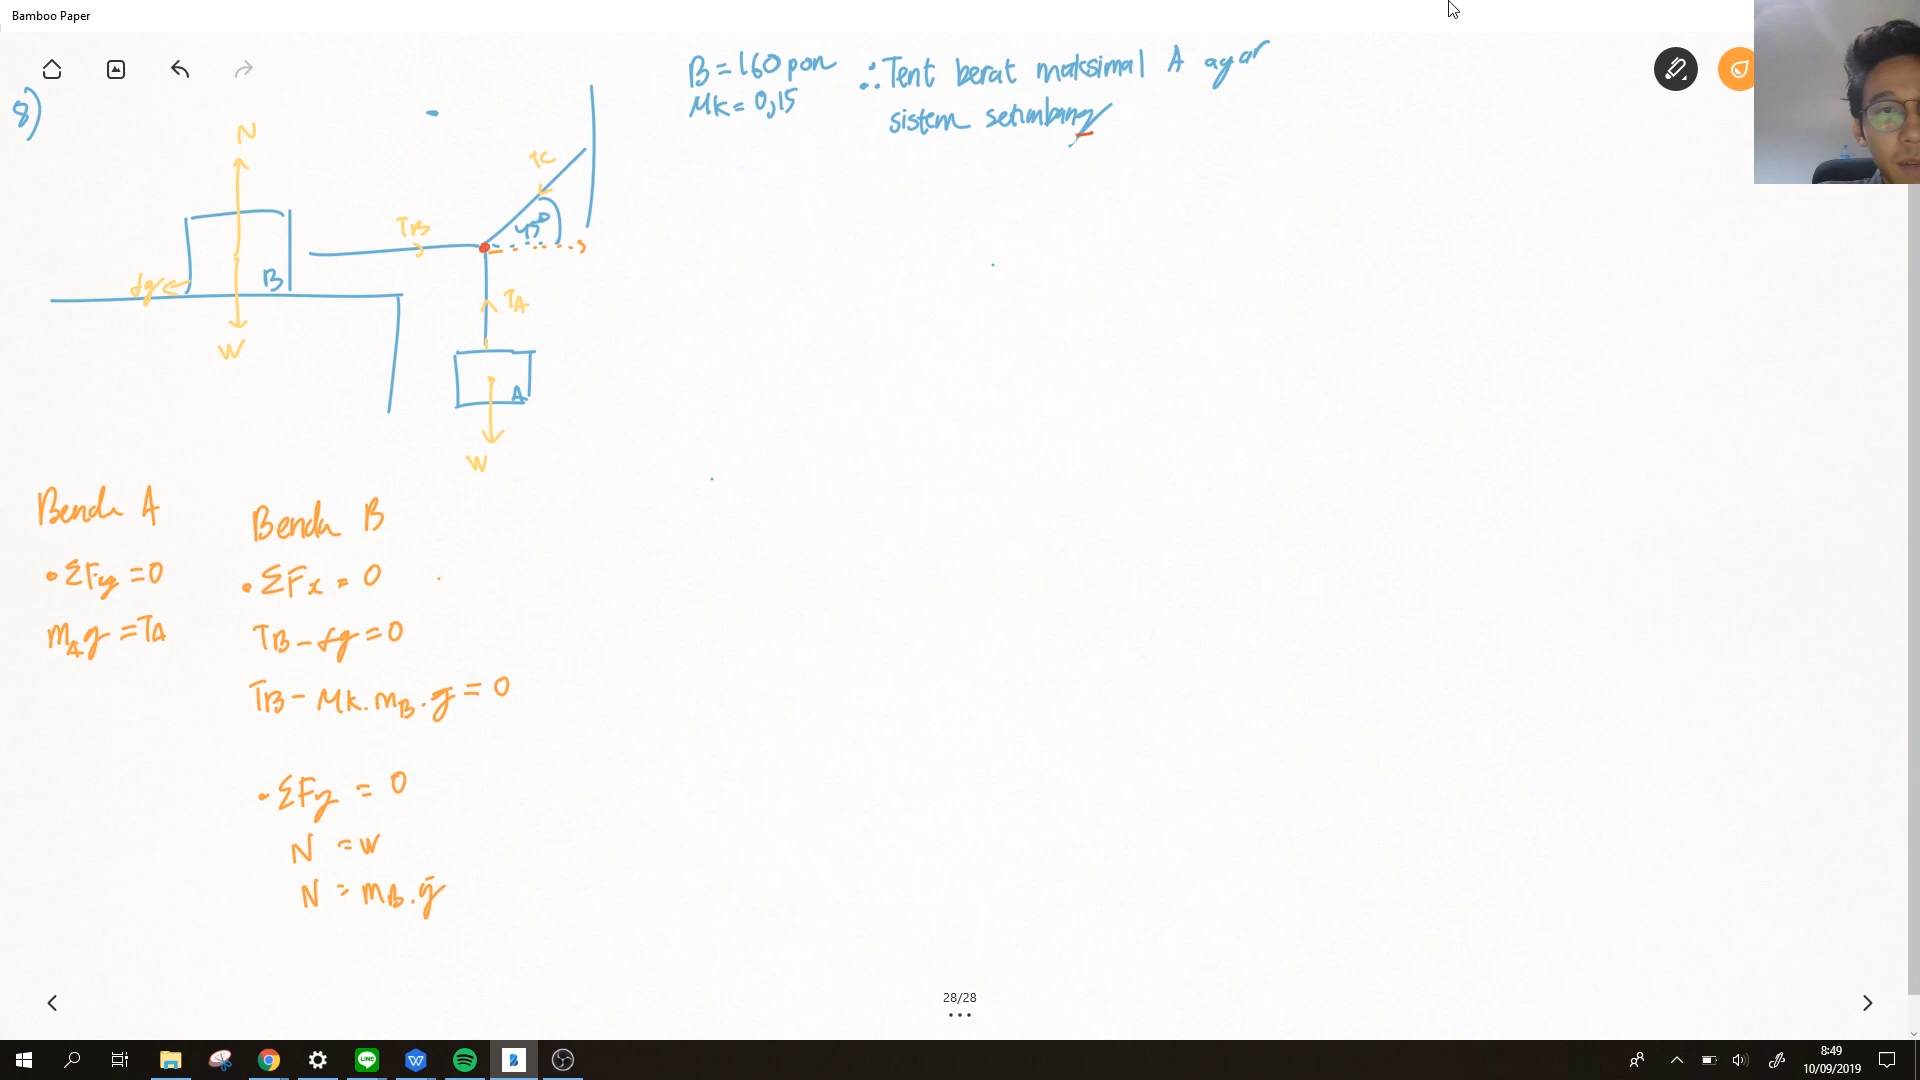 Bamboo Paper
8)
B = 160 pon
μk = 0,15
∴ Tent berat maksimal A agar
sistem setimbang
N
TC
45°
TB
fg
B
TA
W
A
W
Benda A
• ΣFy = 0
mA g = TA
Benda B
• ΣFx = 0
TB - fg = 0
TB - μk. mB. g = 0
• ΣFy = 0
N = W
N = mB. g
28/28
8:49
10/09/2019